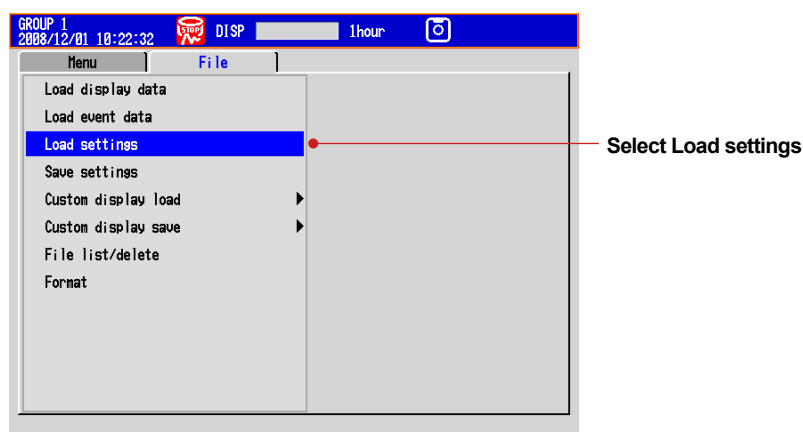 GROUP 1
2008/12/01 10:22:32
STOP
DISP
1hour
Menu
File
Load display data
Load event data
Load settings
Select Load settings
Save settings
Custom display load
Custom display save
File list/delete
Format